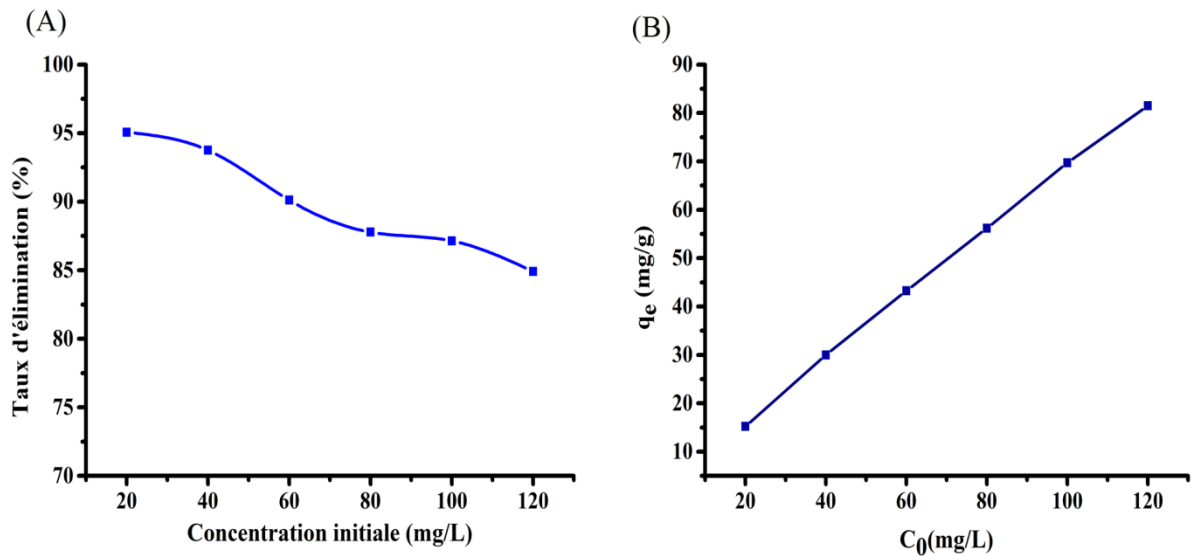 (A)
100
95
90
85
80
75
70
Taux d'élimination (%)
20 40 60 80 100 120
Concentration initiale (mg/L)
(B)
90
80
70
60
50
40
30
20
10
qe (mg/g)
20 40 60 80 100 120
C0(mg/L)